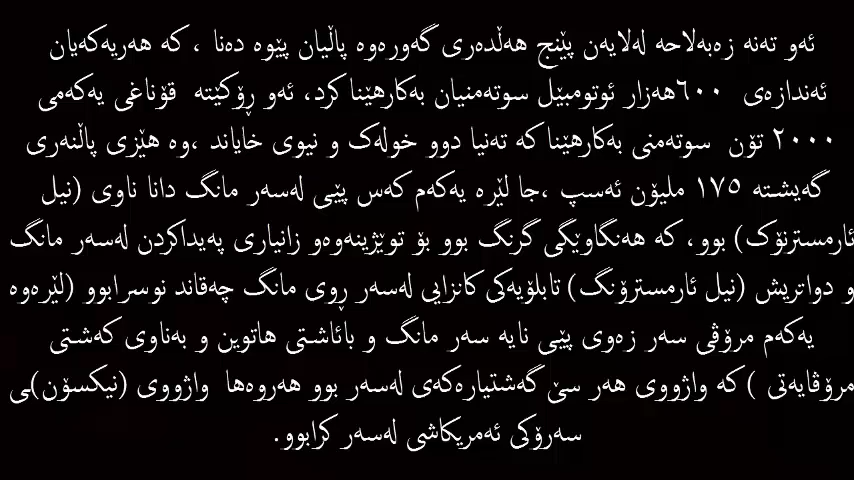 ئەو تەنە زەبەلاحە لەلایەن پێنج هەڵدەری گەورەوە پاڵیان پێوە دەنا ، کە هەریەکەیان
ئەندازەی ٦٠٠هەزار ئوتومبێل سوتەمنیان بەکارهێنا کرد، ئەو ڕۆکێتە قۆناغی یەکەمی
٢٠٠٠ تۆن سوتەمنی بەکارهێنا کە تەنیا دوو خولەک و نیوی خایاند ،وە هێزی پاڵنەری
گەیشتە ١٧٥ ملیۆن ئەسپ ،جا لێرە یەکەم کەس پێی لەسەر مانگ دانا ناوی (نیل
ئارمسترنۆک) بوو، کە هەنگاوێکی گرنگ بوو بۆ توێژینەوەو زانیاری پەیداکردن لەسەر مانگ
و دواتریش (نیل ئارمسترۆنگ) تابلۆیەکی کانزایی لەسەر ڕوی مانگ چەقاند نوسرابوو (لێرەوە
یەکەم مرۆڤی سەر زەوی پێی نایە سەر مانگ و بائاشتی هاتوین و بەناوی کەشتی
مرۆڤایەتی ) کە واژووی هەر سێ گەشتیارەکەی لەسەر بوو هەروەها واژووی (نیکسۆن)ـی
سەرۆکی ئەمریکاشی لەسەر کرابوو.